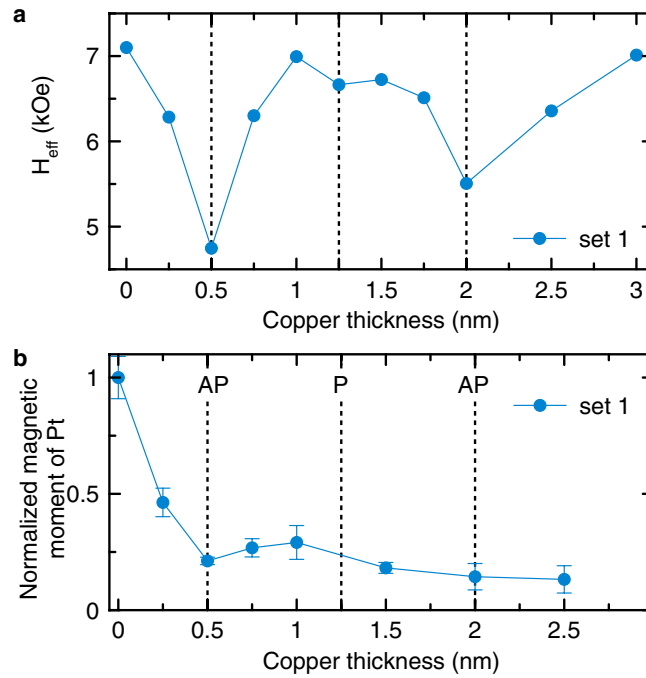 a
7
6
5
H_eff (kOe)
set 1
0 0.5 1 1.5 2 2.5 3
Copper thickness (nm)
b
1
0.5
0.25
0
Normalized magnetic
moment of Pt
AP P AP
set 1
0 0.5 1 1.5 2 2.5
Copper thickness (nm)